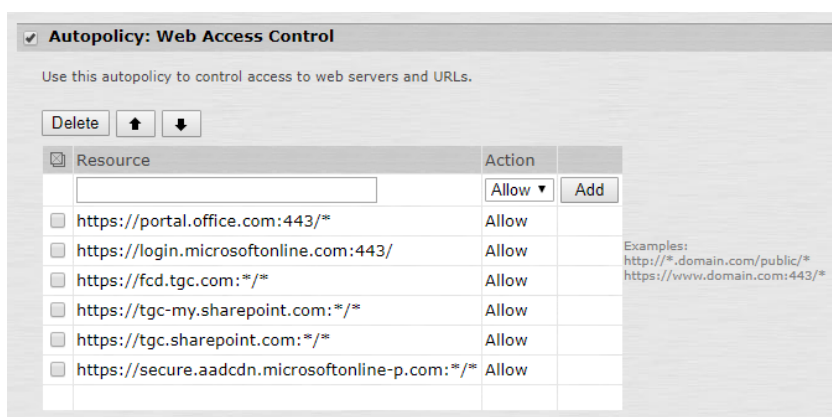 Autopolicy: Web Access Control
Use this autopolicy to control access to web servers and URLs.
Delete
Resource Action
Allow Add
https://portal.office.com:443/* Allow
https://login.microsoftonline.com:443/ Allow
https://fcd.tgc.com:*/* Allow
https://tgc-my.sharepoint.com:*/* Allow
https://tgc.sharepoint.com:*/* Allow
https://secure.aadcdn.microsoftonline-p.com:*/* Allow
Examples:
http://*.domain.com/public/*
https://www.domain.com:443/*